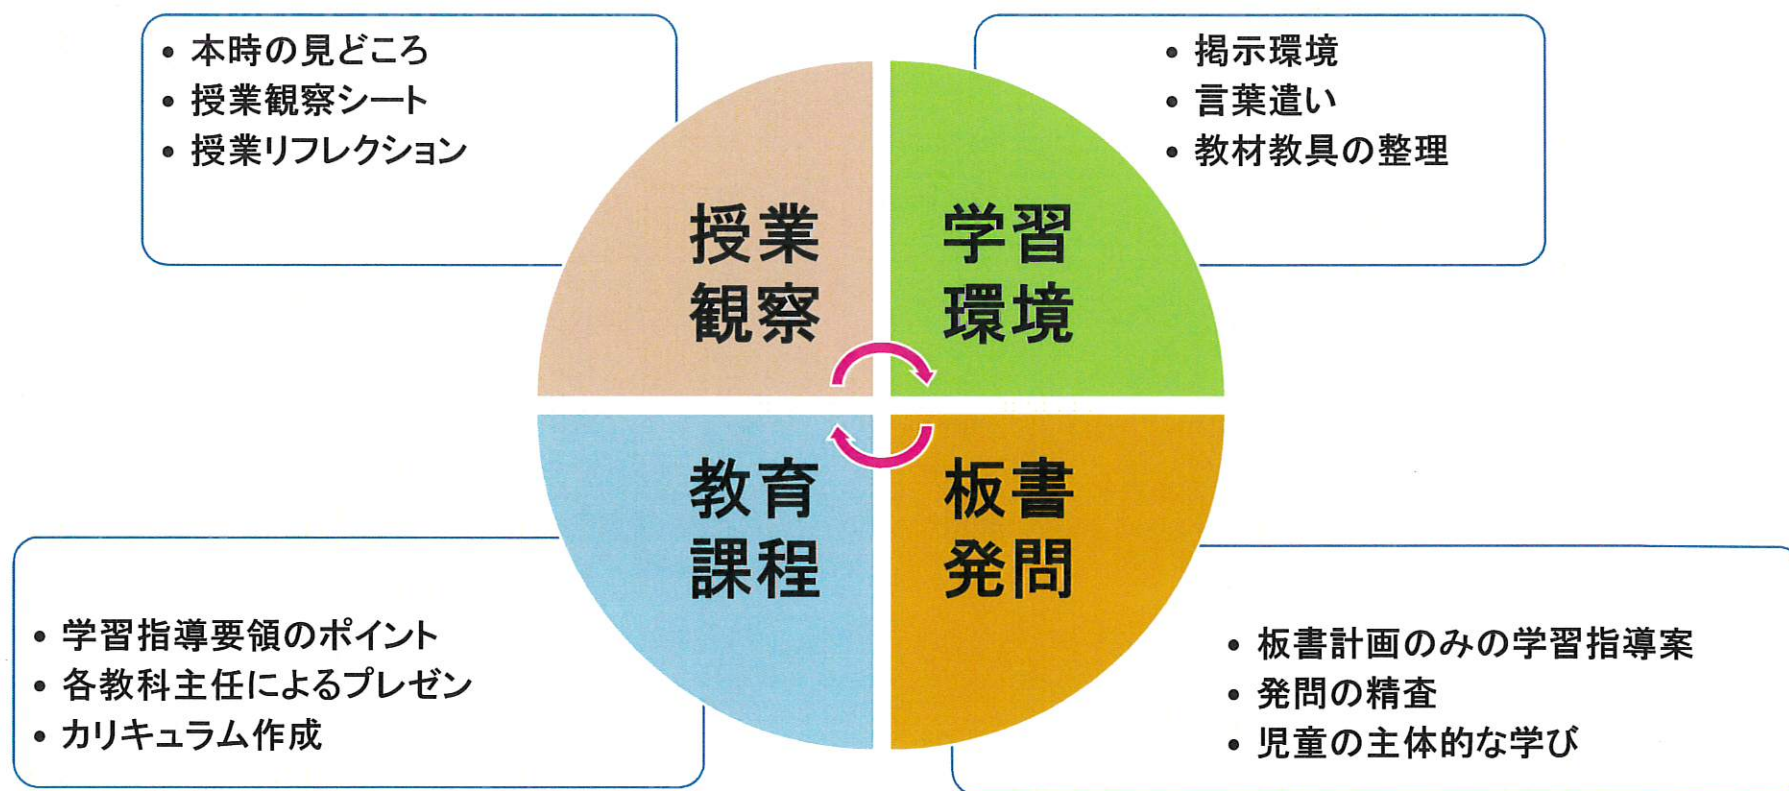 ・本時の見どころ
・授業観察シート
・授業リフレクション
・掲示環境
・言葉遣い
・教材教具の整理
授業
観察
学習
環境
教育
課程
板書
発問
・学習指導要領のポイント
・各教科主任によるプレゼン
・カリキュラム作成
・板書計画のみの学習指導案
・発問の精査
・児童の主体的な学び